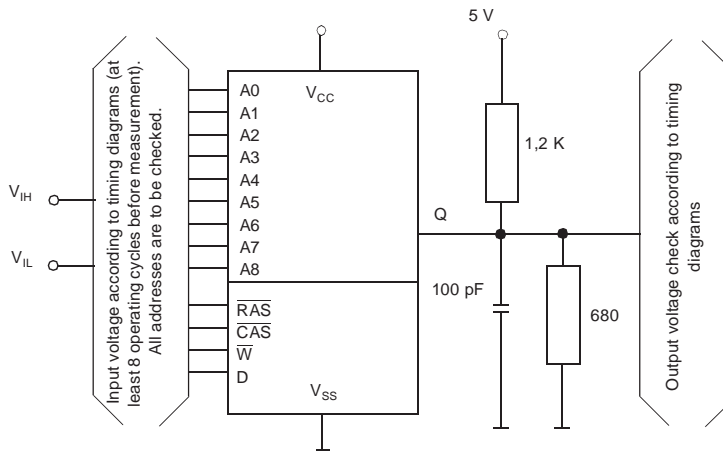 5 V
Input voltage according to timing diagrams (at
least 8 operating cycles before measurement).
All addresses are to be checked.
V_IH
V_IL
V_CC
A0
A1
A2
A3
A4
A5
A6
A7
A8
R̅A̅S̅
C̅A̅S̅
W̅
D
V_SS
Q
1,2 K
100 pF
680
Output voltage check according to timing
diagrams